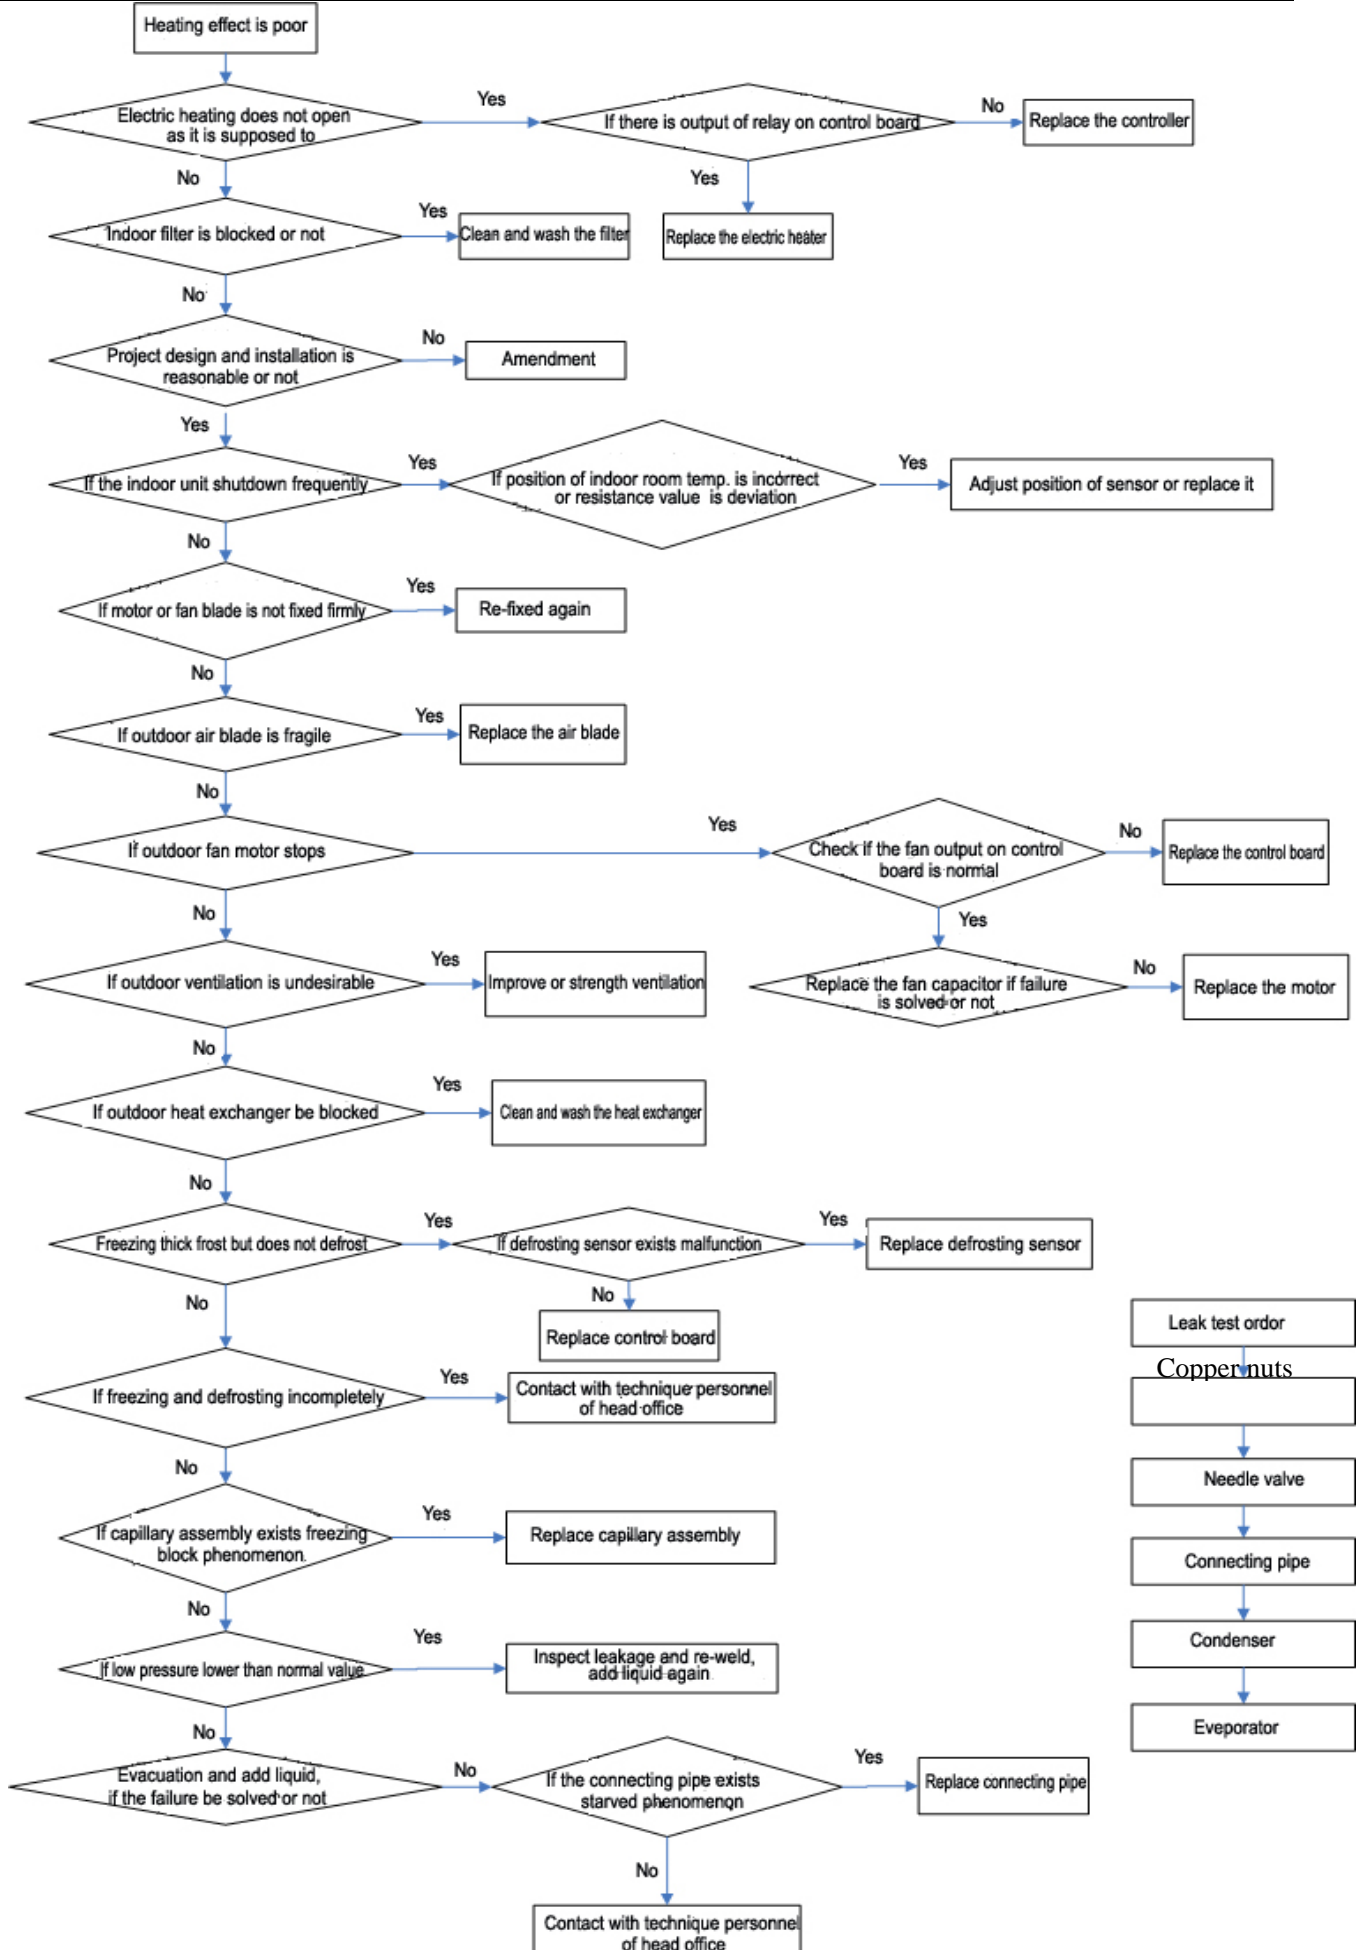 Heating effect is poor
Electric heating does not open
as it is supposed to
Yes
If there is output of relay on control board
No
Replace the controller
No
Yes
Indoor filter is blocked or not
Yes
Clean and wash the filter
Replace the electric heater
No
Project design and installation is
reasonable or not
No
Amendment
Yes
If the indoor unit shutdown frequently
Yes
If position of indoor room temp. is incorrect
or resistance value is deviation
Yes
Adjust position of sensor or replace it
No
If motor or fan blade is not fixed firmly
Yes
Re-fixed again
No
If outdoor air blade is fragile
Yes
Replace the air blade
No
If outdoor fan motor stops
Yes
Check if the fan output on control
board is normal
No
Replace the control board
No
Yes
If outdoor ventilation is undesirable
Yes
Improve or strength ventilation
Replace the fan capacitor if failure
is solved or not
No
Replace the motor
No
If outdoor heat exchanger be blocked
Yes
Clean and wash the heat exchanger
No
Freezing thick frost but does not defrost
Yes
If defrosting sensor exists malfunction
Yes
Replace defrosting sensor
No
No
Replace control board
Leak test ordor
Copper nuts
If freezing and defrosting incompletely
Yes
Contact with technique personnel
of head office
No
Needle valve
If capillary assembly exists freezing
block phenomenon.
Yes
Replace capillary assembly
Connecting pipe
No
If low pressure lower than normal value
Yes
Inspect leakage and re-weld,
add liquid again
Condenser
No
Eveporator
Evacuation and add liquid,
if the failure be solved or not
No
If the connecting pipe exists
starved phenomenon
Yes
Replace connecting pipe
No
Contact with technique personnel
of head office